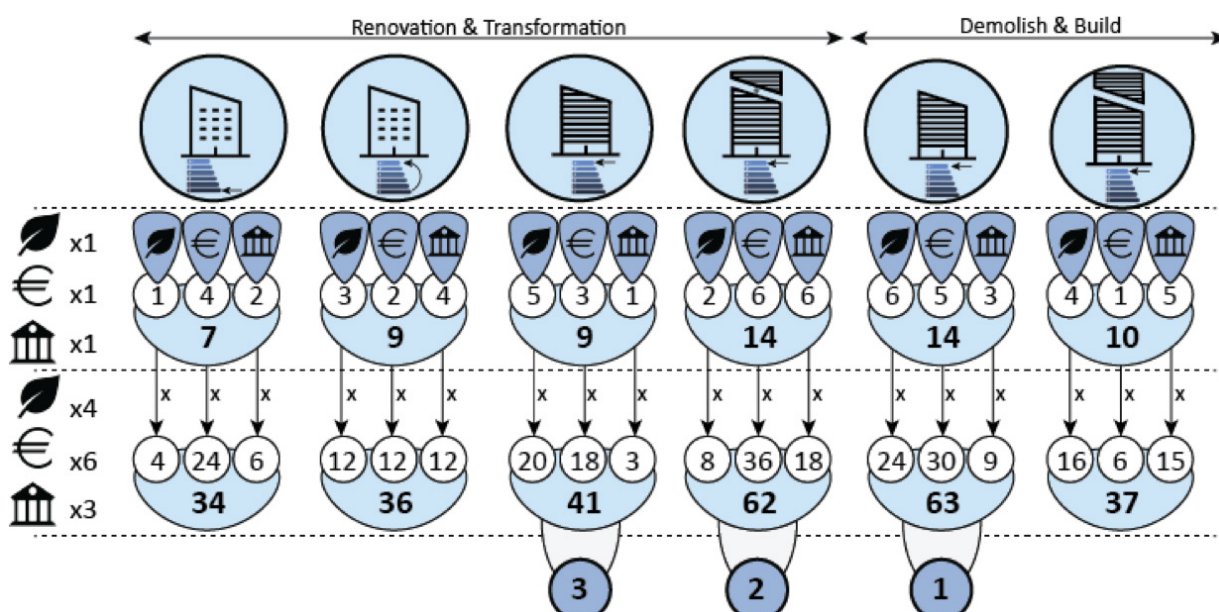 Renovation & Transformation Demolish & Build
x1 € € € € € €
€ x1 1 4 2 3 2 4 5 3 1 2 6 6 6 5 3 4 1 5
x1 7 9 9 14 14 10
x4 x x x x x x x x x x x x
€ x6 4 24 6 12 12 12 20 18 3 8 36 18 24 30 9 16 6 15
x3 34 36 41 62 63 37
3 2 1